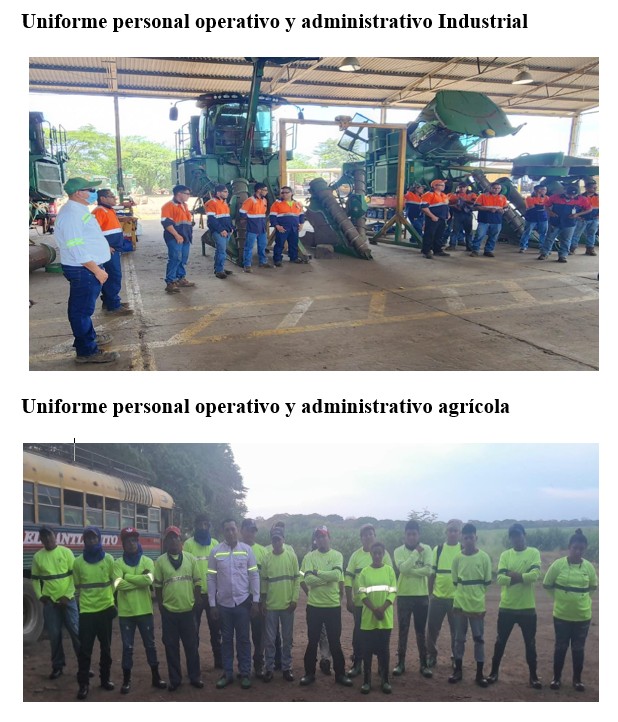 Uniforme personal operativo y administrativo Industrial
Uniforme personal operativo y administrativo agrícola